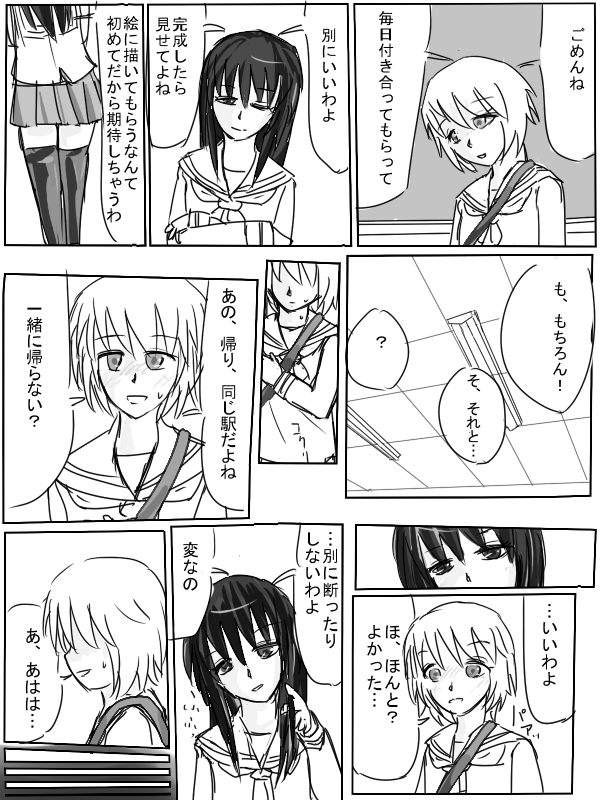 ごめんね
毎日付き合ってもらって
別にいいわよ
完成したら
見せてよね
絵に描いてもらうなんて
初めてだから期待しちゃうわ
も、もちろん！
そ、それと…
？
コクリ
あの、帰り、同じ駅だよね
一緒に帰らない？
…いいわよ
ほ、ほんと？
よかった…
パァッ
…別に断ったり
しないわよ
変なの
あ、あはは…